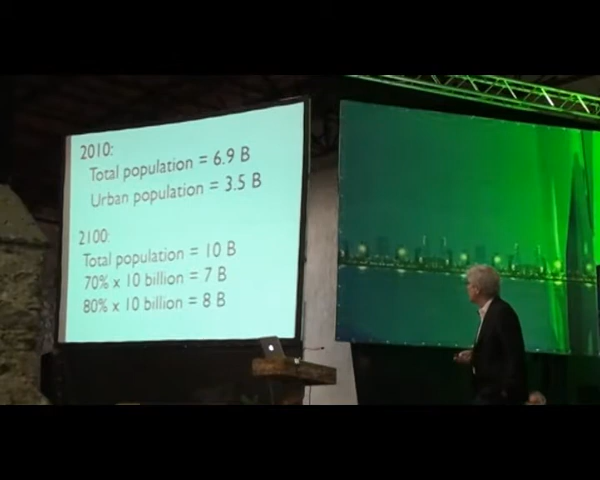 2010:
Total population = 6.9 B
Urban population = 3.5 B
2100:
Total population = 10 B
70% x 10 billion = 7 B
80% x 10 billion = 8 B